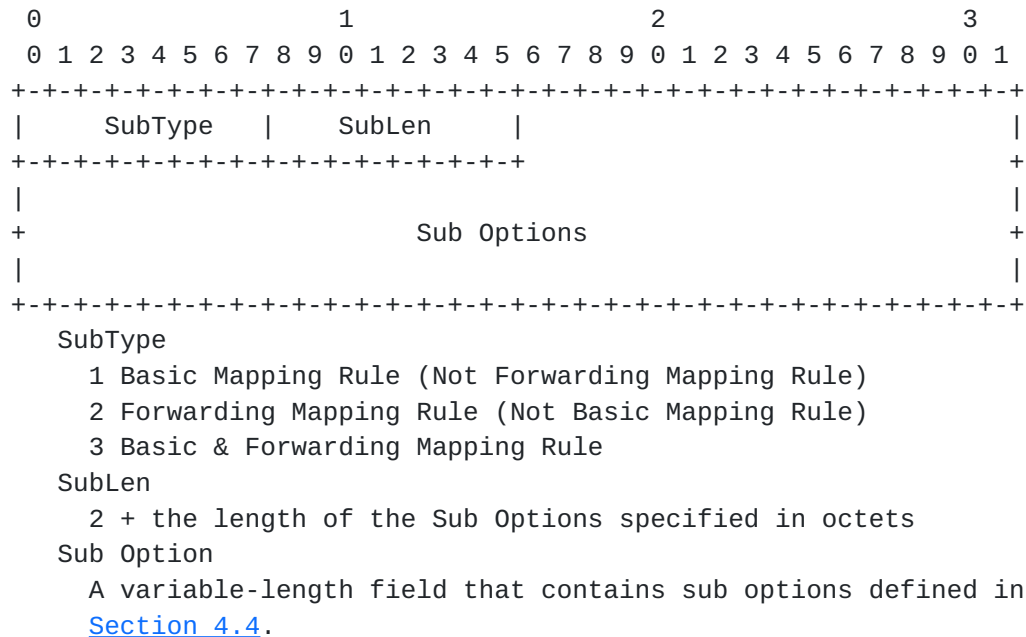 0                   1                   2                   3
 0 1 2 3 4 5 6 7 8 9 0 1 2 3 4 5 6 7 8 9 0 1 2 3 4 5 6 7 8 9 0 1
+-+-+-+-+-+-+-+-+-+-+-+-+-+-+-+-+-+-+-+-+-+-+-+-+-+-+-+-+-+-+-+-+
|     SubType   |    SubLen     |                               |
+-+-+-+-+-+-+-+-+-+-+-+-+-+-+-+-+                               +
|                                                               |
+                         Sub Options                           +
|                                                               |
+-+-+-+-+-+-+-+-+-+-+-+-+-+-+-+-+-+-+-+-+-+-+-+-+-+-+-+-+-+-+-+-+
   SubType
     1 Basic Mapping Rule (Not Forwarding Mapping Rule)
     2 Forwarding Mapping Rule (Not Basic Mapping Rule)
     3 Basic & Forwarding Mapping Rule
   SubLen
     2 + the length of the Sub Options specified in octets
   Sub Option
     A variable-length field that contains sub options defined in
     Section 4.4.